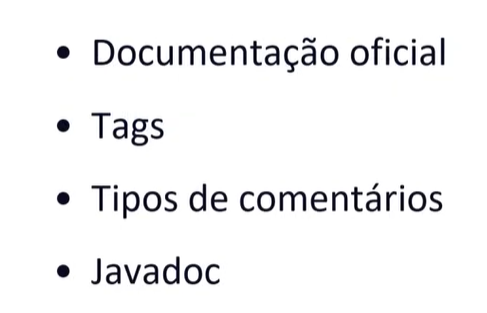 • Documentação oficial
• Tags
• Tipos de comentários
• Javadoc